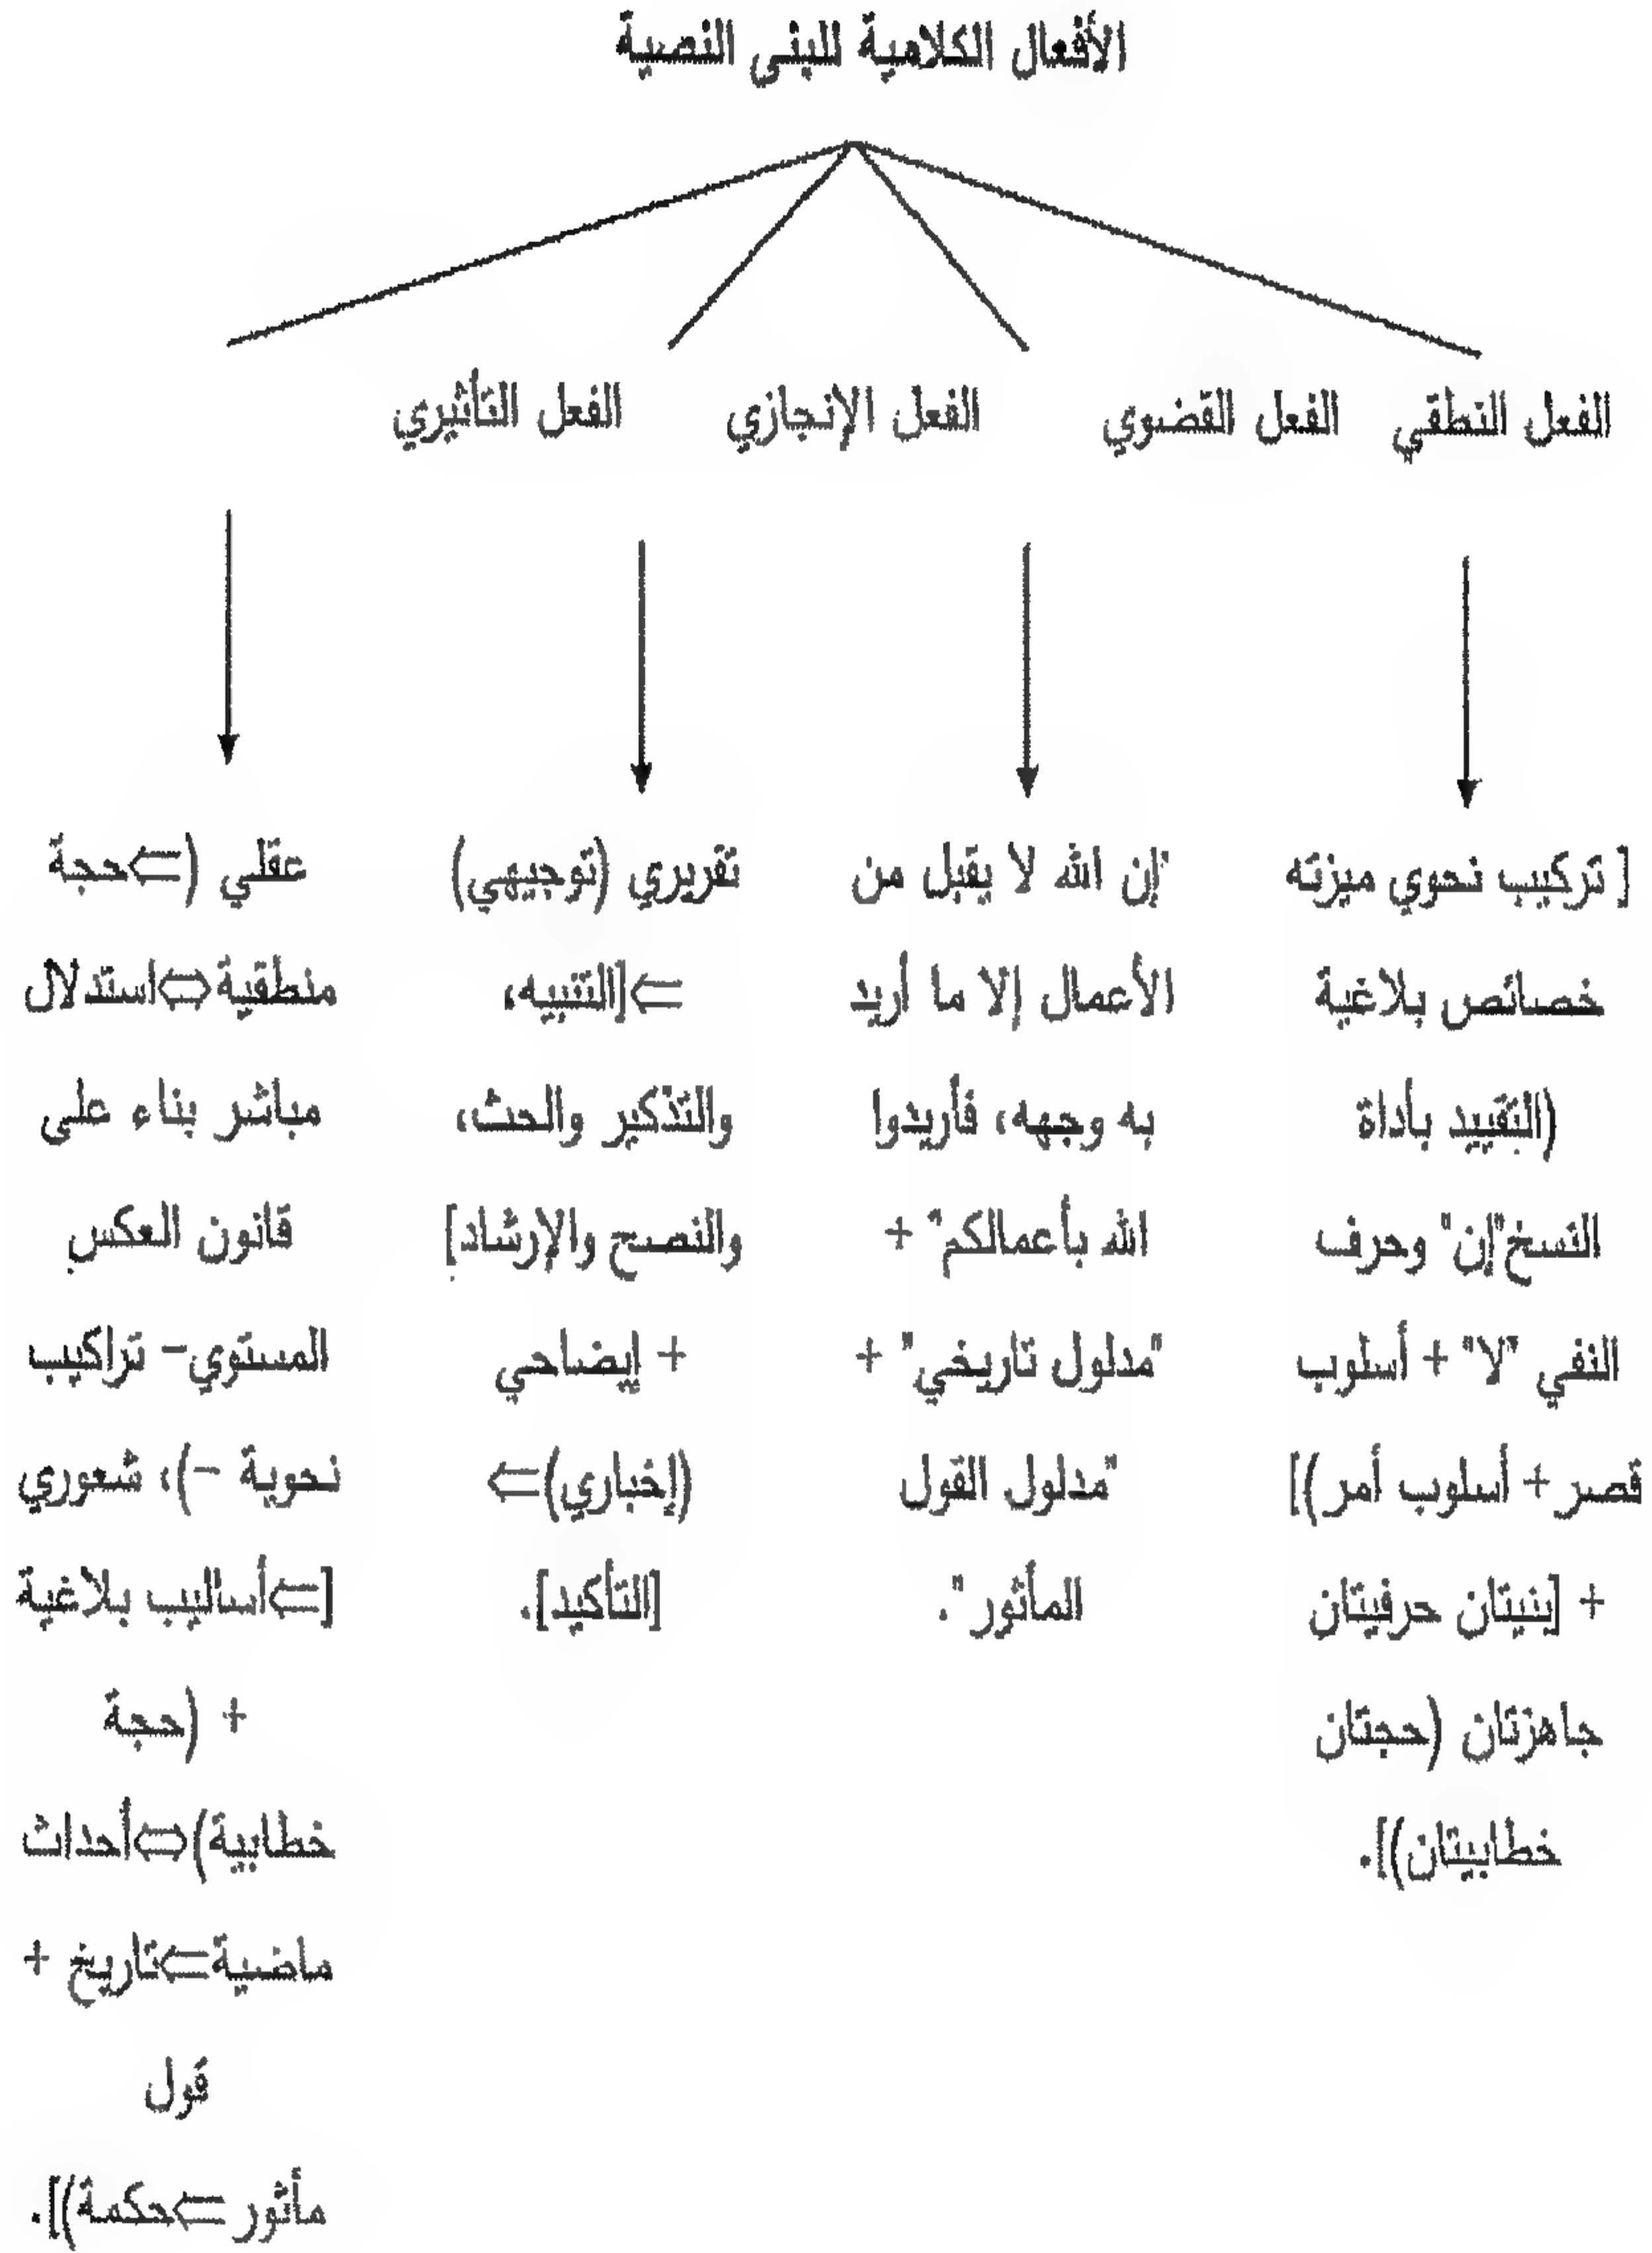 الأفعال الكلامية للبنى النصية
الفعل النطقي
الفعل القضوي
الفعل الإنجازي
الفعل التأثيري
[ تركيب نحوي ميزته
خصائص بلاغية
(التقييد بأداة
النسخ"إن" وحرف
النفي "لا" + أسلوب
قصر + أسلوب أمر)]
+ [بنيتان حرفيتان
جاهزتان (حجتان
خطابيتان)].
"إن الله لا يقبل من
الأعمال إلا ما أريد
به وجهه، فأريدوا
الله بأعمالكم" +
"مدلول تاريخي" +
"مدلول القول
المأثور".
تقريري (توجيهي)
⇐[التنبيه،
والتذكير والحث،
والنصح والإرشاد]
+ إيضاحي
(إخباري)⇐
[التأكيد].
عقلي (⇐حجة
منطقية⇔استدلال
مباشر بناء على
قانون العكس
المستوي- تراكيب
نحوية -)، شعوري
[⇐أساليب بلاغية
+ (حجة
خطابية)⇔أحداث
ماضية⇐تاريخ +
قول
مأثور⇐حكمة)].